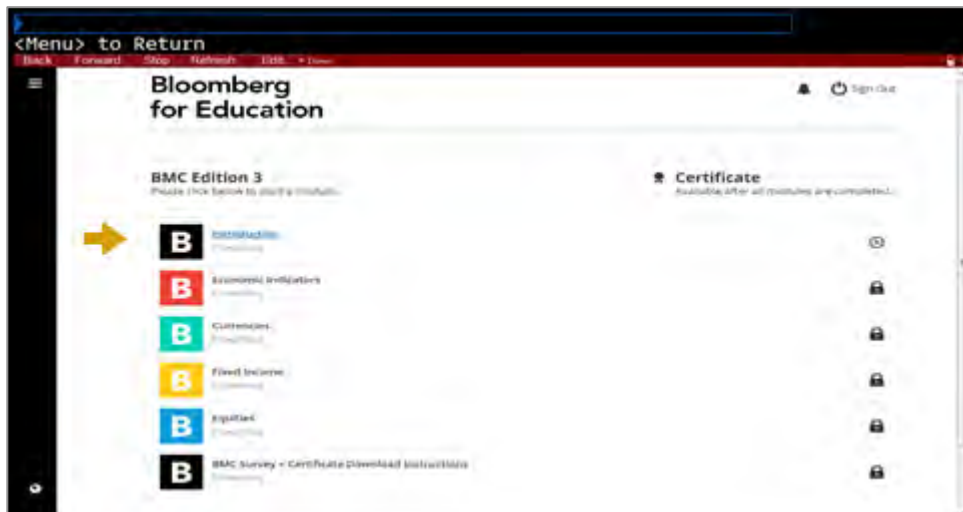 <Menu> to Return
Back Forward Stop Refresh Edit
Bloomberg
for Education
Sign Out
BMC Edition 3
Please click below to start a module.
Certificate
Available after all modules are completed.
B Introduction
B Economic Indicators
B Currencies
B Fixed Income
B Equities
B BMC Survey + Certificate Download Instructions